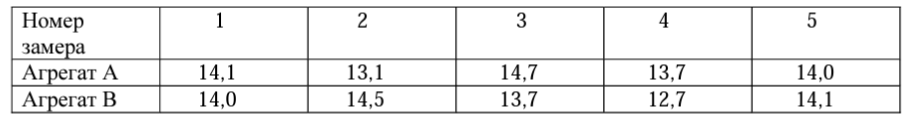 Номер замера 1 2 3 4 5
Агрегат А 14,1 13,1 14,7 13,7 14,0
Агрегат В 14,0 14,5 13,7 12,7 14,1